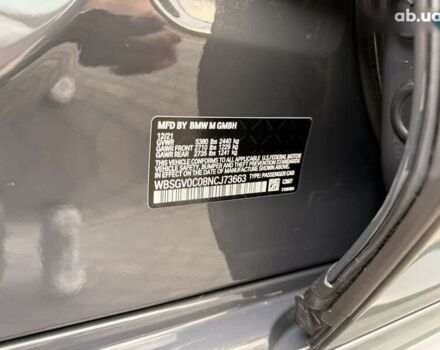 ab.ua
MFD BY BMW M GMBH
12/21
GVWR 5380 lbs 2440 kg
GAWR FRONT 2710 lbs 1229 kg
GAWR REAR 2735 lbs 1241 kg
THIS VEHICLE CONFORMS TO ALL APPLICABLE U.S. FEDERAL MOTOR
VEHICLE SAFETY, BUMPER, AND THEFT PREVENTION STANDARDS
IN EFFECT ON THE DATE OF MANUFACTURE SHOWN ABOVE.
WBSGV0C08NCJ73663 TYPE: PASSENGER CAR